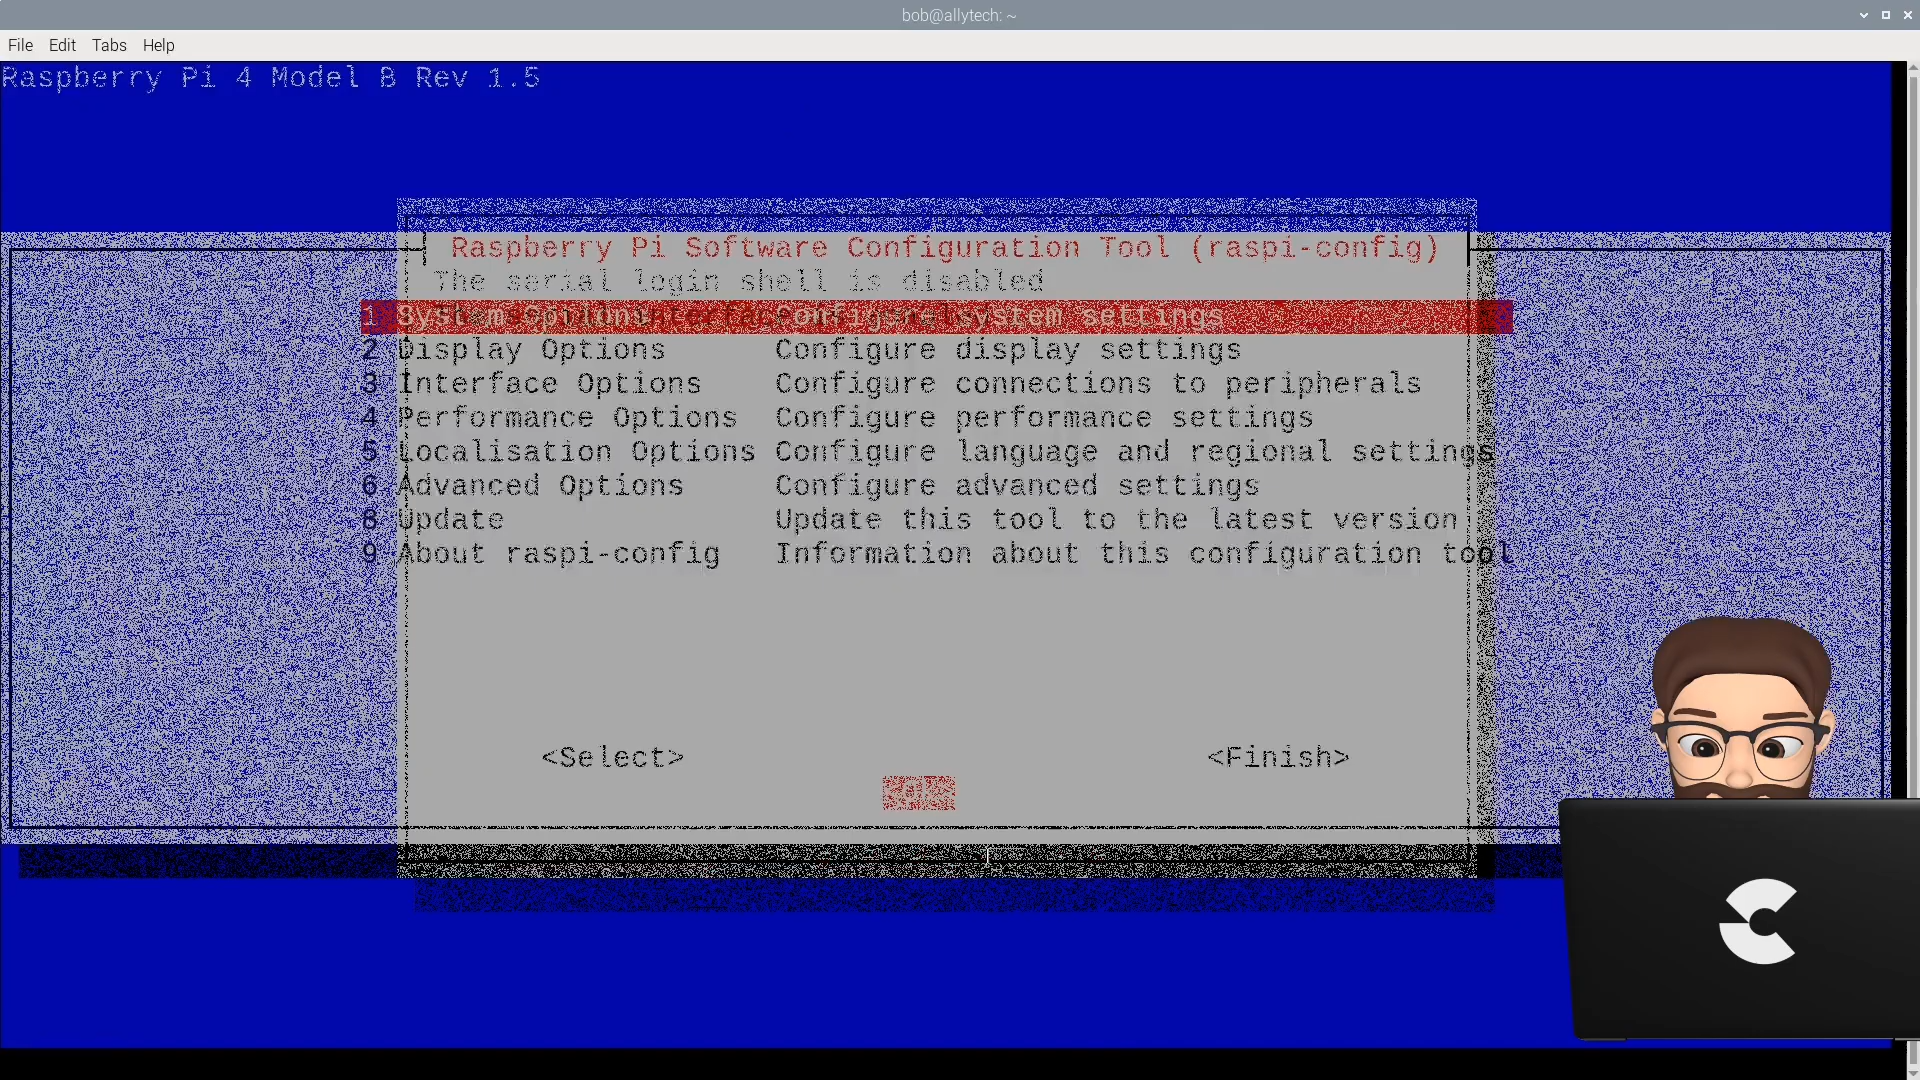 bob@allytech: ~
File Edit Tabs Help
Raspberry Pi 4 Model B Rev 1.5
Raspberry Pi Software Configuration Tool (raspi-config)
The serial login shell is disabled
1 System Options Configure system settings
2 Display Options Configure display settings
3 Interface Options Configure connections to peripherals
4 Performance Options Configure performance settings
5 Localisation Options Configure language and regional settings
6 Advanced Options Configure advanced settings
8 Update Update this tool to the latest version
9 About raspi-config Information about this configuration tool
<Select> <Finish>